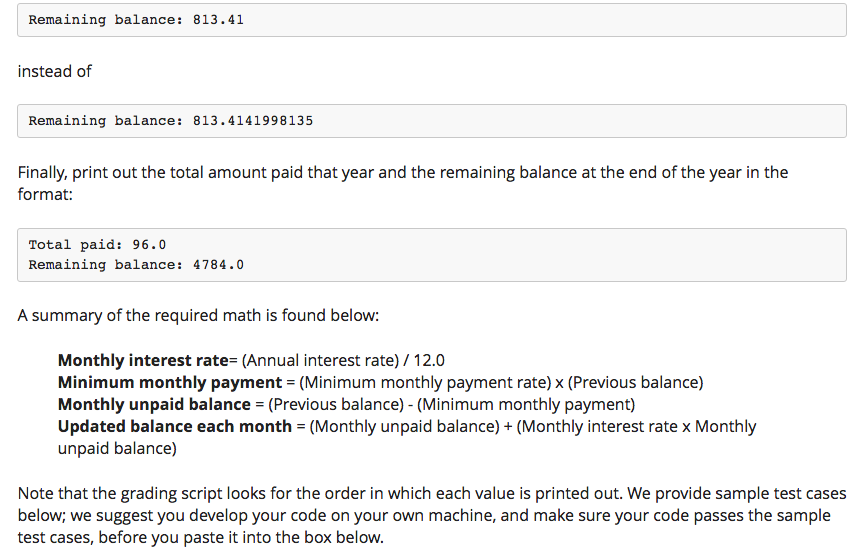 Remaining balance: 813.41
instead of
Remaining balance: 813.4141998135
Finally, print out the total amount paid that year and the remaining balance at the end of the year in the
format:
Total paid: 96.0
Remaining balance: 4784.0
A summary of the required math is found below:
Monthly interest rate= (Annual interest rate) / 12.0
Minimum monthly payment = (Minimum monthly payment rate) x (Previous balance)
Monthly unpaid balance = (Previous balance) - (Minimum monthly payment)
Updated balance each month = (Monthly unpaid balance) + (Monthly interest rate x Monthly
unpaid balance)
Note that the grading script looks for the order in which each value is printed out. We provide sample test cases
below; we suggest you develop your code on your own machine, and make sure your code passes the sample
test cases, before you paste it into the box below.